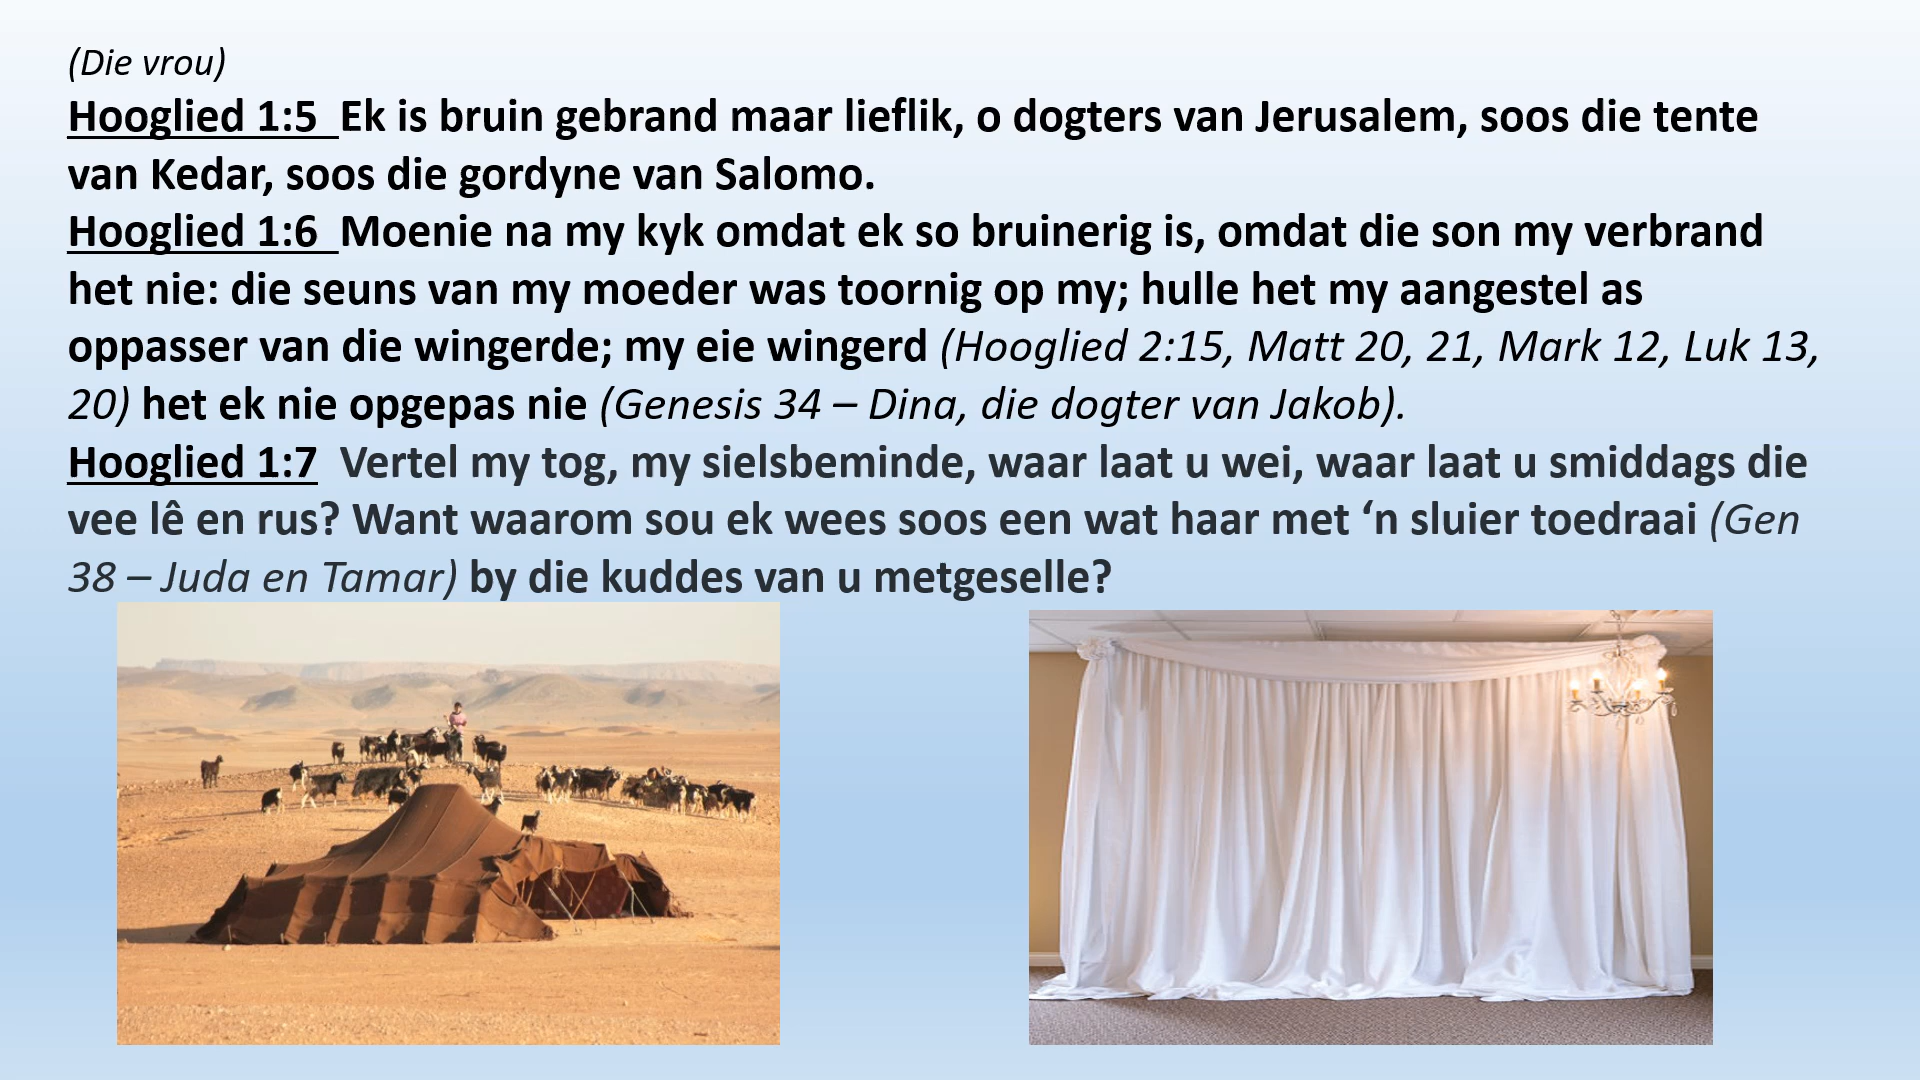 (Die vrou)
Hooglied 1:5  Ek is bruin gebrand maar lieflik, o dogters van Jerusalem, soos die tente
van Kedar, soos die gordyne van Salomo.
Hooglied 1:6  Moenie na my kyk omdat ek so bruinerig is, omdat die son my verbrand
het nie: die seuns van my moeder was toornig op my; hulle het my aangestel as
oppasser van die wingerde; my eie wingerd (Hooglied 2:15, Matt 20, 21, Mark 12, Luk 13,
20) het ek nie opgepas nie (Genesis 34 – Dina, die dogter van Jakob).
Hooglied 1:7  Vertel my tog, my sielsbeminde, waar laat u wei, waar laat u smiddags die
vee lê en rus? Want waarom sou ek wees soos een wat haar met ‘n sluier toedraai (Gen
38 – Juda en Tamar) by die kuddes van u metgeselle?